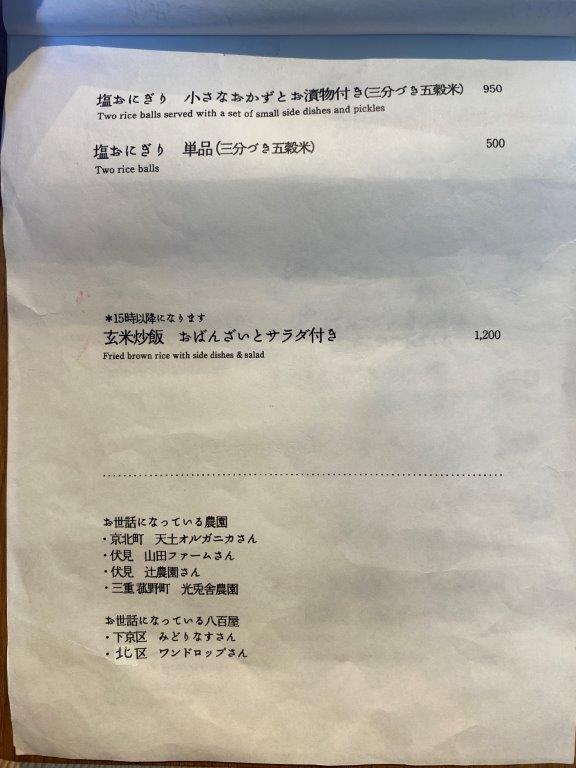 塩おにぎり　小さなおかずとお漬物付き(三分づき五穀米)　950
Two rice balls served with a set of small side dishes and pickles
塩おにぎり　単品(三分づき五穀米)　500
Two rice balls
＊15時以降になります
玄米炒飯　おばんざいとサラダ付き　1,200
Fried brown rice with side dishes & salad
お世話になっている農園
・京北町　天土オルガニカさん
・伏見　山田ファームさん
・伏見　辻農園さん
・三重菰野町　光兎舎農園
お世話になっている八百屋
・下京区　みどりなすさん
・北区　ワンドロップさん